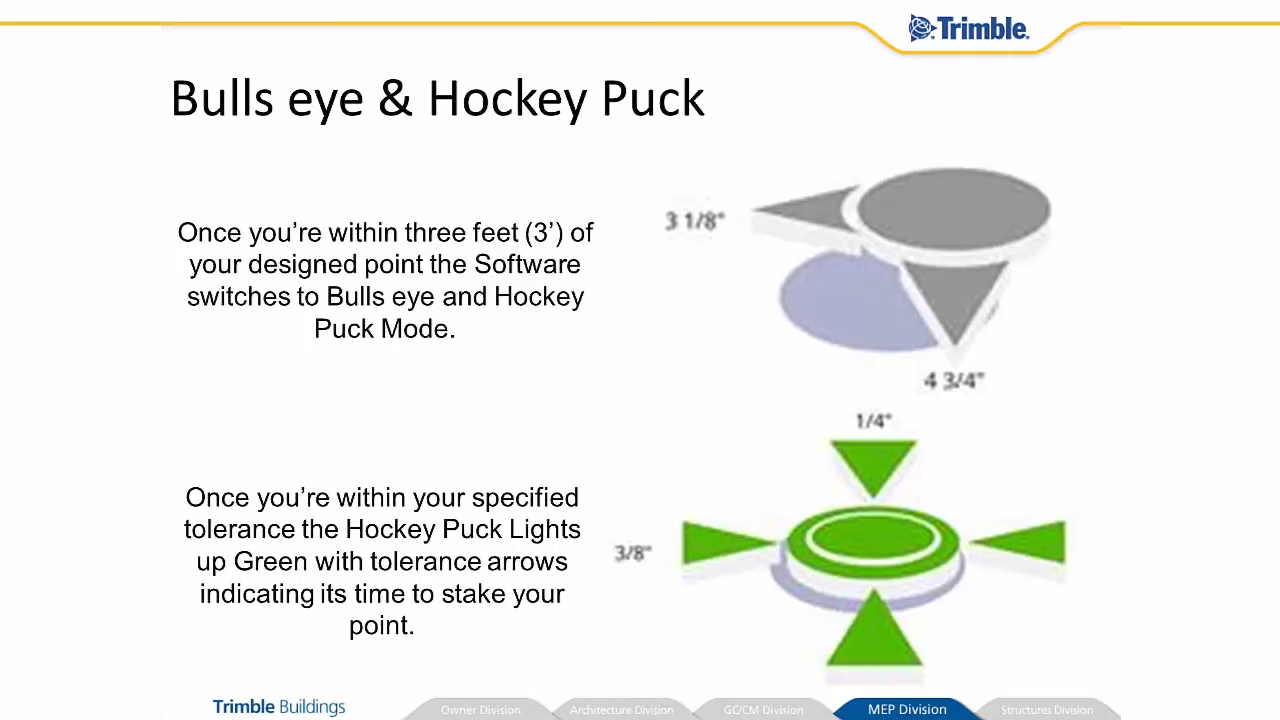 Trimble.
Bulls eye & Hockey Puck
Once you’re within three feet (3’) of
your designed point the Software
switches to Bulls eye and Hockey
Puck Mode.
3 1/8"
4 3/4"
1/4"
3/8"
Once you’re within your specified
tolerance the Hockey Puck Lights
up Green with tolerance arrows
indicating its time to stake your
point.
Trimble Buildings
Owner Division
Architecture Division
GC/CM Division
MEP Division
Structures Division